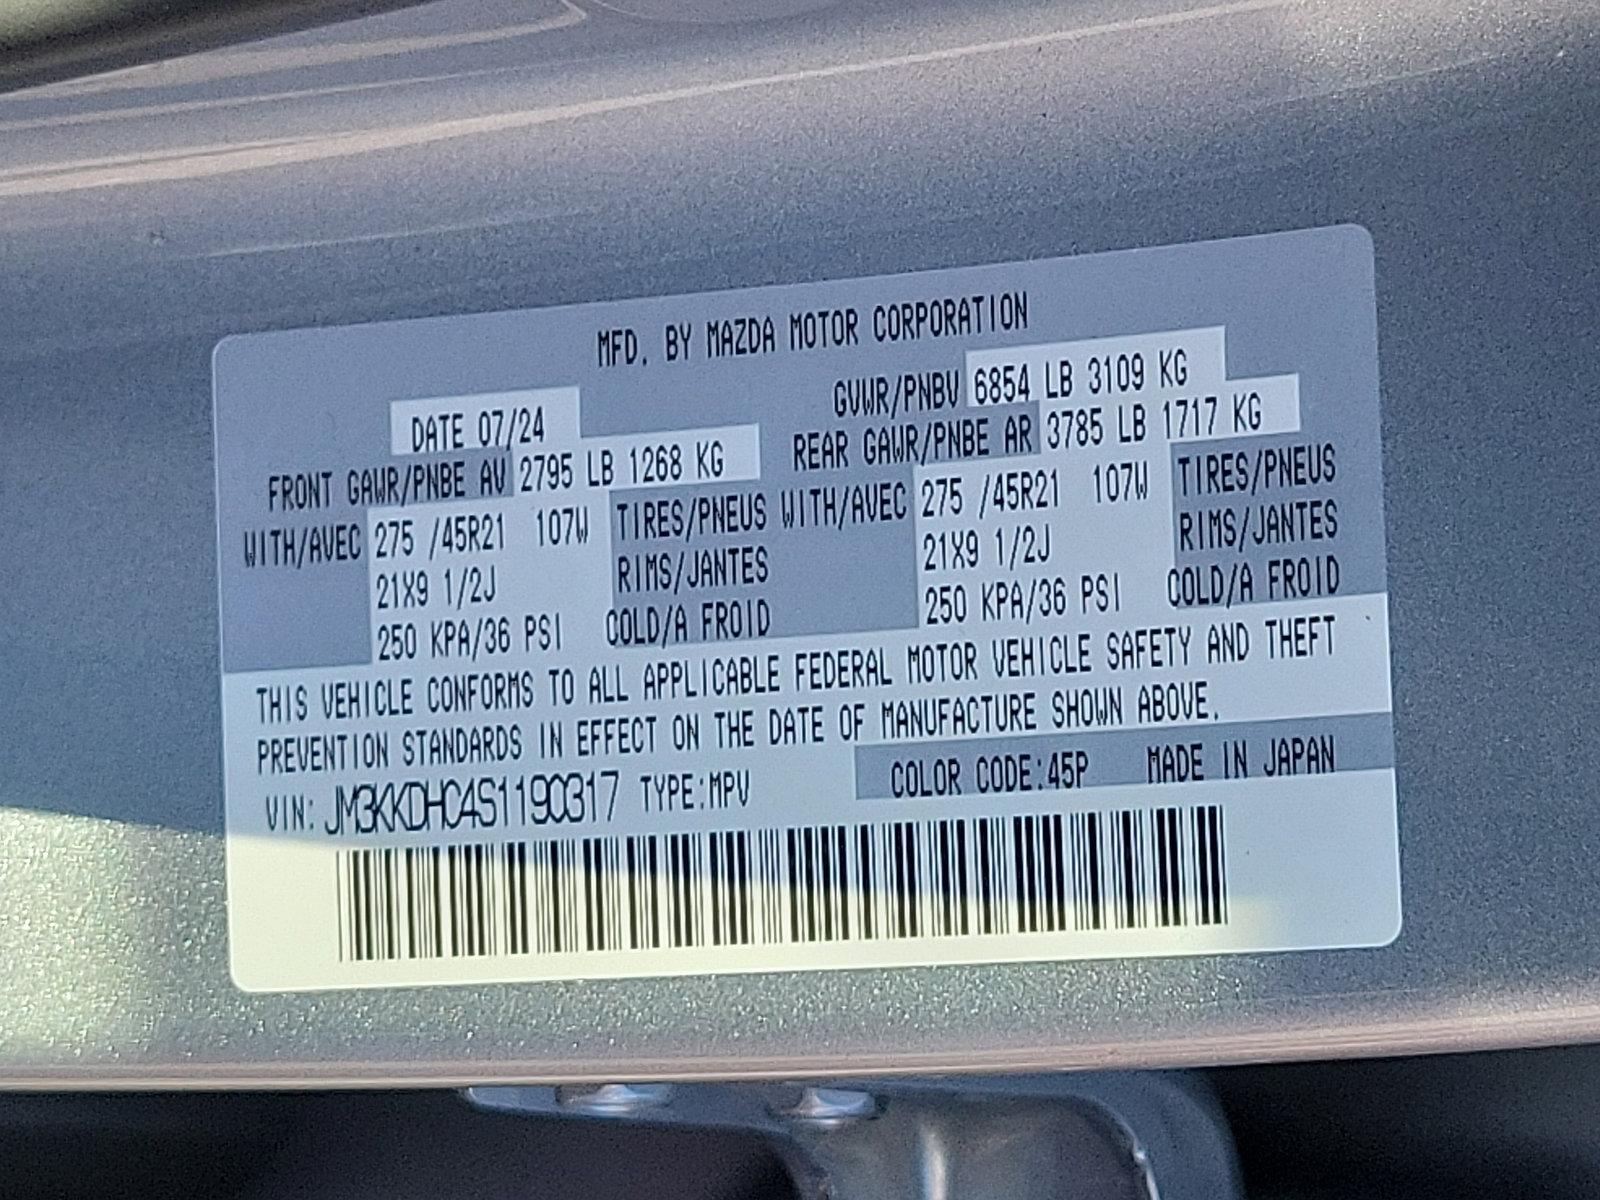 MFD. BY MAZDA MOTOR CORPORATION
DATE 07/24 GVWR/PNBV 6854 LB 3109 KG
FRONT GAWR/PNBE AV 2795 LB 1268 KG REAR GAWR/PNBE AR 3785 LB 1717 KG
WITH/AVEC 275 /45R21 107W TIRES/PNEUS WITH/AVEC 275 /45R21 107W TIRES/PNEUS
21X9 1/2J RIMS/JANTES 21X9 1/2J RIMS/JANTES
250 KPA/36 PSI COLD/A FROID 250 KPA/36 PSI COLD/A FROID
THIS VEHICLE CONFORMS TO ALL APPLICABLE FEDERAL MOTOR VEHICLE SAFETY AND THEFT
PREVENTION STANDARDS IN EFFECT ON THE DATE OF MANUFACTURE SHOWN ABOVE.
VIN: JM3KKDHC4S1190317 TYPE:MPV COLOR CODE:45P MADE IN JAPAN